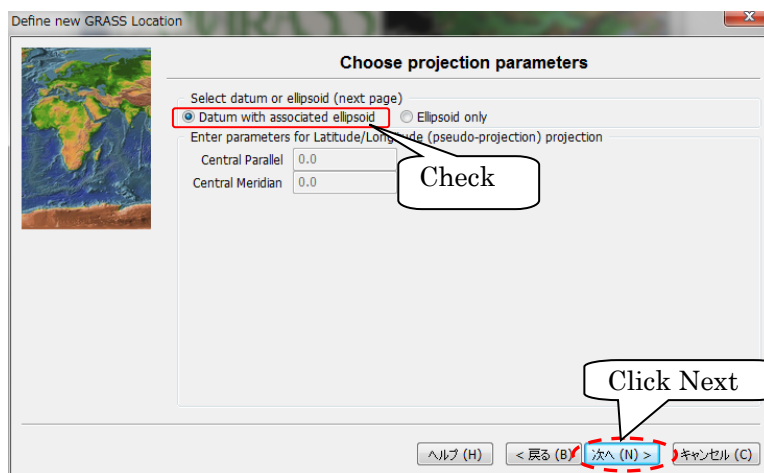 Define new GRASS Location
Choose projection parameters
Select datum or ellipsoid (next page)
Datum with associated ellipsoid
Ellipsoid only
Enter parameters for Latitude/Longitude (pseudo-projection) projection
Central Parallel 0.0
Central Meridian 0.0
Check
Click Next
ヘルプ (H) < 戻る (B) 次へ (N) > キャンセル (C)